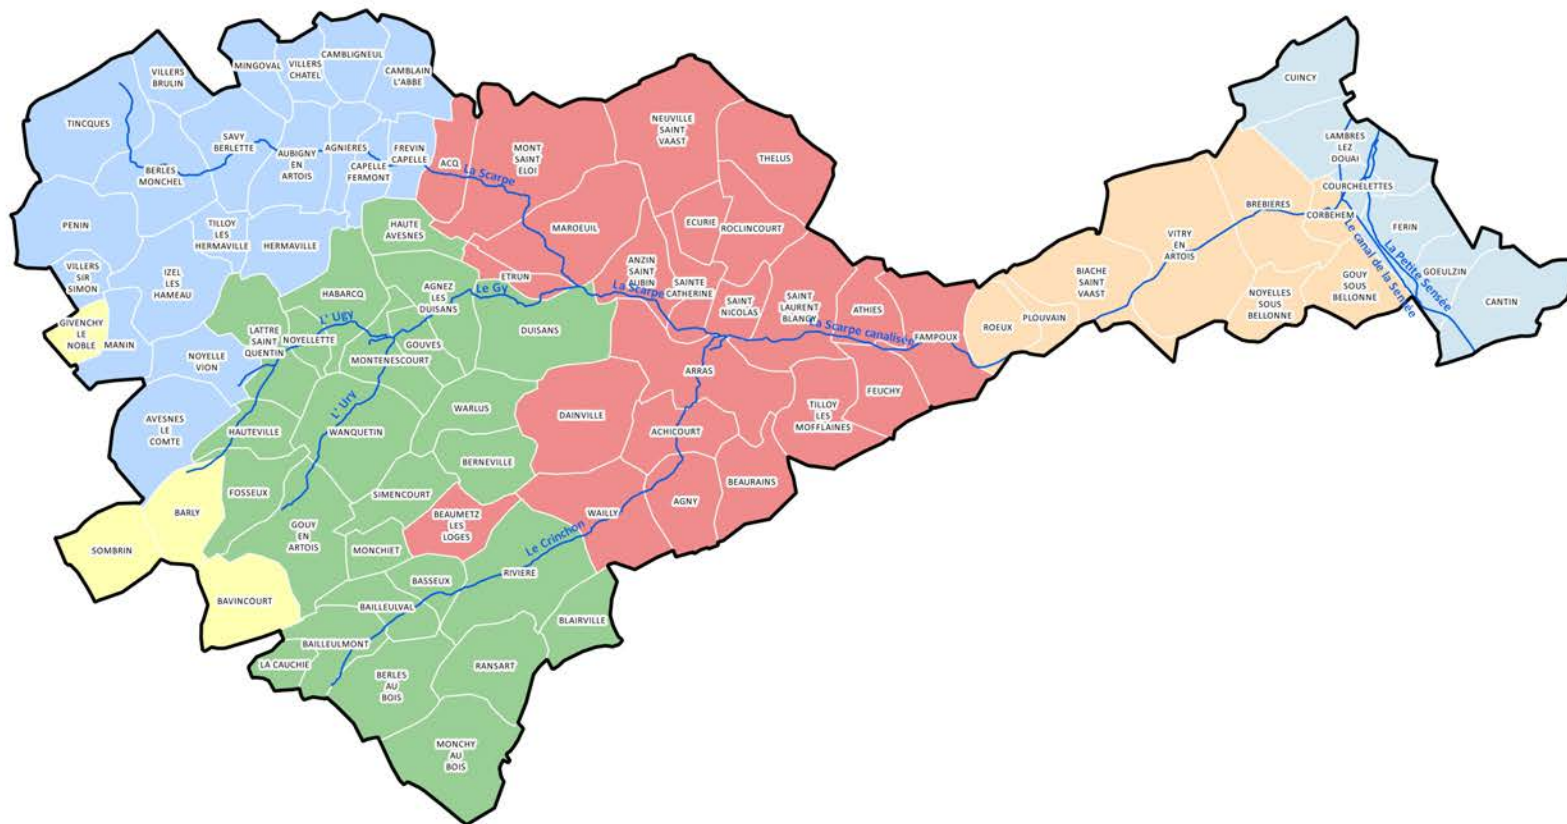 CUINCY
VILLERS
BRULIN
MINGOVAL
VILLERS
CHATEL
CAMBLIGNEUL
CAMBLAIN
L'ABBE
TINCQUES
SAVY
BERLETTE
BERLES
MONCHEL
AUBIGNY
EN
ARTOIS
AGNIERES
CAPELLE
FERMONT
FREVIN
CAPELLE
ACQ
MONT
SAINT
ELOI
La Scarpe
NEUVILLE
SAINT
VAAST
THELUS
LAMBRES
LEZ
DOUAI
COURCHELETTES
BREBIERES
CORBEHEM
FERIN
PENIN
TILLOY
LES
HERMAVILLE
HERMAVILLE
HAUTE
AVESNES
MAROEUIL
ECURIE
ROCLINCOURT
VITRY
EN
ARTOIS
Le canal de la Sensée
La Petite Sensée
VILLERS
SIR
SIMON
IZEL
LES
HAMEAU
HABARCQ
AGNEZ
LES
DUISANS
Le Gy
ETRUN
ANZIN
SAINT
AUBIN
La Scarpe
SAINTE
CATHERINE
SAINT
NICOLAS
SAINT
LAURENT
BLANGY
ATHIES
La Scarpe canalisée
FAMPOUX
ROEUX
PLOUVAIN
BIACHE
SAINT
VAAST
NOYELLES
SOUS
BELLONNE
GOUY
SOUS
BELLONNE
GOEULZIN
CANTIN
GIVENCHY
LE
NOBLE
MANIN
NOYELLE
VION
LATTRE
SAINT
QUENTIN
L' Ugy
NOYELLETTE
GOUVES
MONTENESCOURT
DUISANS
ARRAS
FEUCHY
AVESNES
LE
COMTE
HAUTEVILLE
L' Ury
WANQUETIN
WARLUS
DAINVILLE
ACHICOURT
TILLOY
LES
MOFFLAINES
BERNEVILLE
BARLY
FOSSEUX
SIMENCOURT
BEAURAINS
AGNY
WAILLY
SOMBRIN
GOUY
EN
ARTOIS
BEAUMETZ
LES
LOGES
Le Crinchon
MONCHIET
BASSEUX
RIVIERE
BAVINCOURT
BAILLEULVAL
BLAIRVILLE
BAILLEULMONT
LA CAUCHIE
BERLES
AU
BOIS
RANSART
MONCHY
AU
BOIS